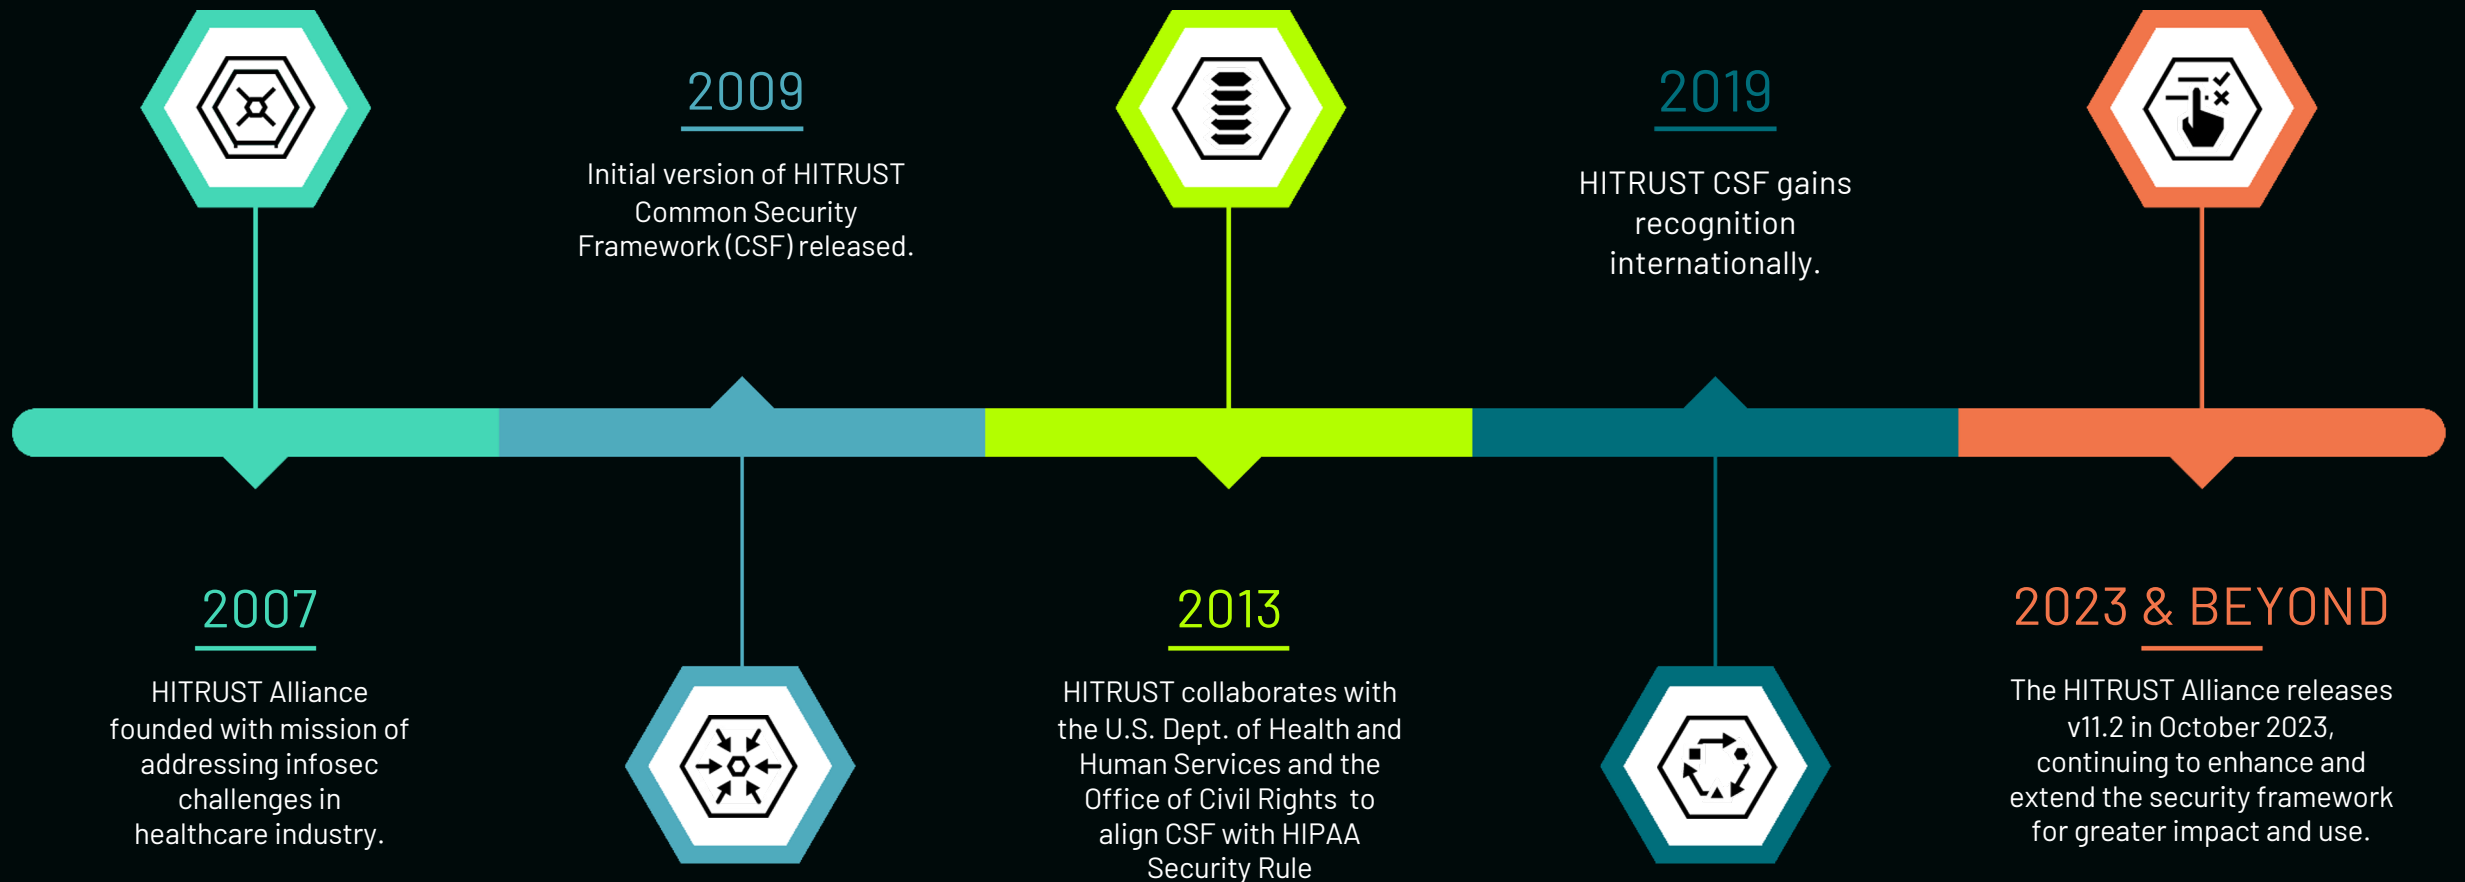 2007
HITRUST Alliance
founded with mission of
addressing infosec
challenges in
healthcare industry.
2009
Initial version of HITRUST
Common Security
Framework (CSF) released.
2013
HITRUST collaborates with
the U.S. Dept. of Health and
Human Services and the
Office of Civil Rights to
align CSF with HIPAA
Security Rule
2019
HITRUST CSF gains
recognition
internationally.
2023 & BEYOND
The HITRUST Alliance releases
v11.2 in October 2023,
continuing to enhance and
extend the security framework
for greater impact and use.